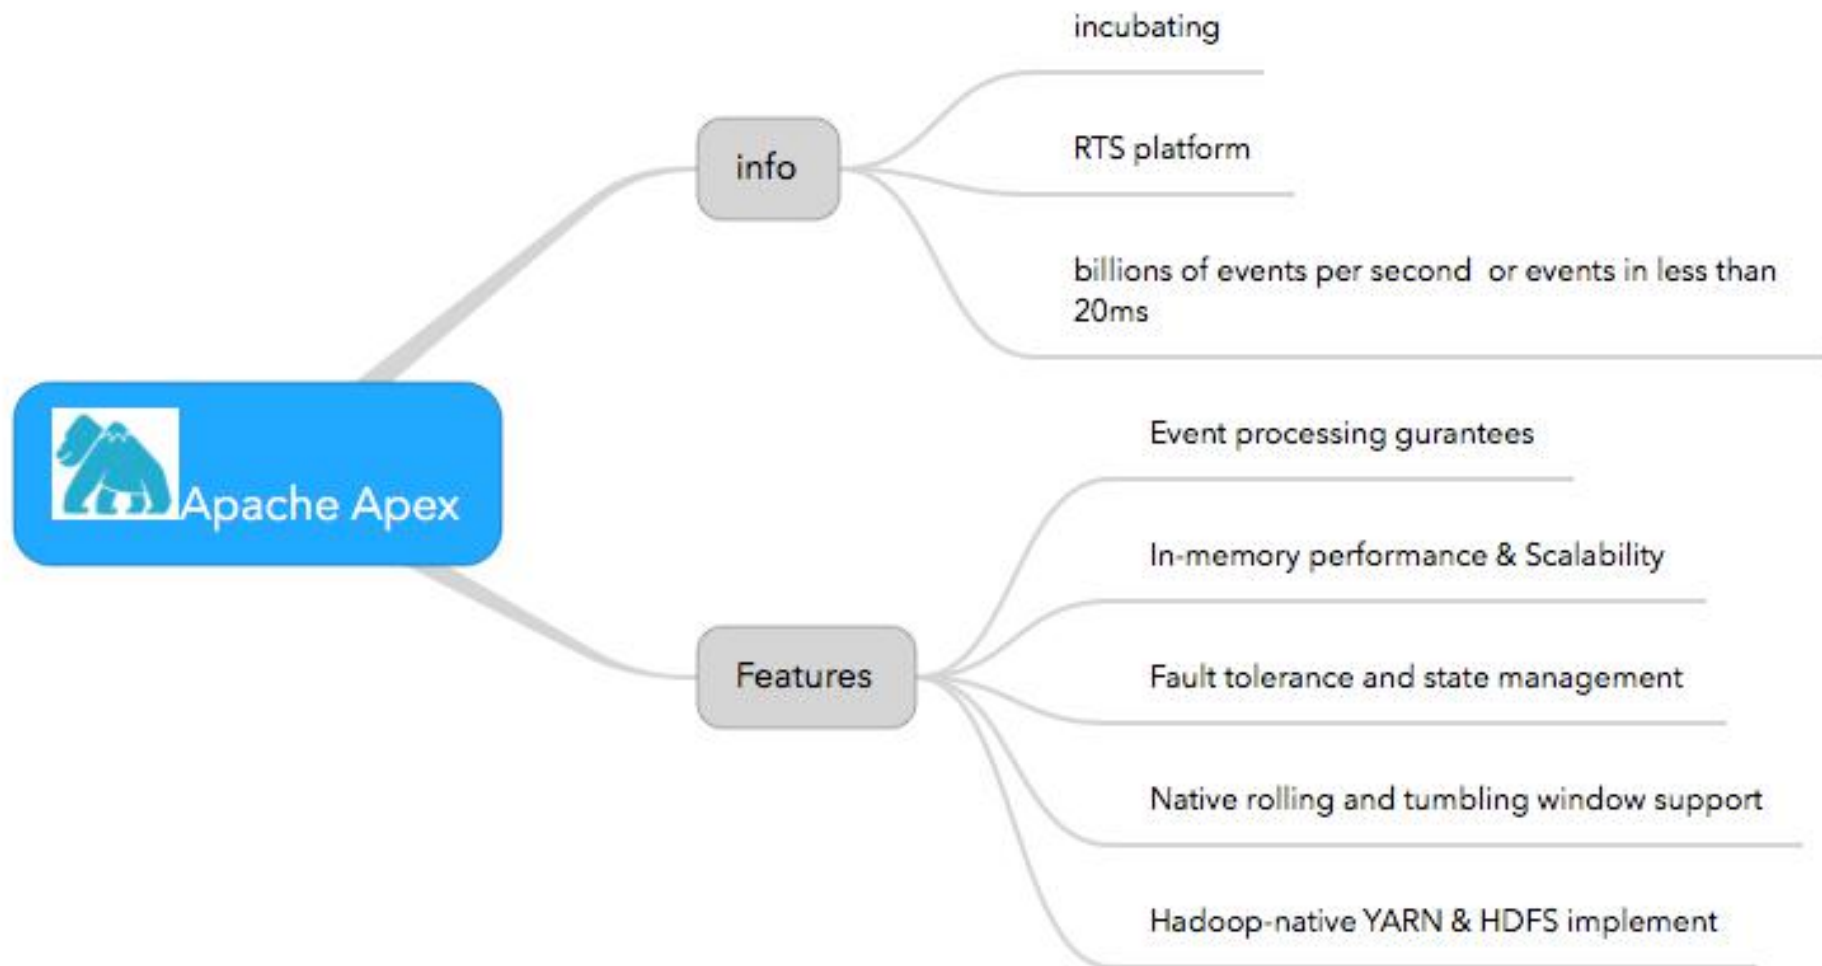 Apache Apex
info
incubating
RTS platform
billions of events per second  or events in less than
20ms
Features
Event processing gurantees
In-memory performance & Scalability
Fault tolerance and state management
Native rolling and tumbling window support
Hadoop-native YARN & HDFS implement